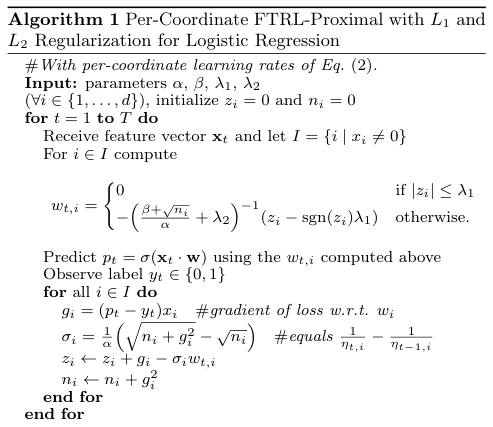 Algorithm 1 Per-Coordinate FTRL-Proximal with L₁ and
L₂ Regularization for Logistic Regression
#With per-coordinate learning rates of Eq. (2).
Input: parameters α, β, λ₁, λ₂
(∀i ∈ {1, . . . , d}), initialize zᵢ = 0 and nᵢ = 0
for t = 1 to T do
Receive feature vector xₜ and let I = {i | xᵢ ≠ 0}
For i ∈ I compute
w_{t,i} = { 0 if |zᵢ| ≤ λ₁
−((β+√nᵢ)/α + λ₂)⁻¹ (zᵢ − sgn(zᵢ)λ₁) otherwise.
Predict pₜ = σ(xₜ · w) using the w_{t,i} computed above
Observe label yₜ ∈ {0, 1}
for all i ∈ I do
gᵢ = (pₜ − yₜ)xᵢ #gradient of loss w.r.t. wᵢ
σᵢ = 1/α (√(nᵢ + gᵢ²) − √nᵢ) #equals 1/η_{t,i} − 1/η_{t−1,i}
zᵢ ← zᵢ + gᵢ − σᵢw_{t,i}
nᵢ ← nᵢ + gᵢ²
end for
end for